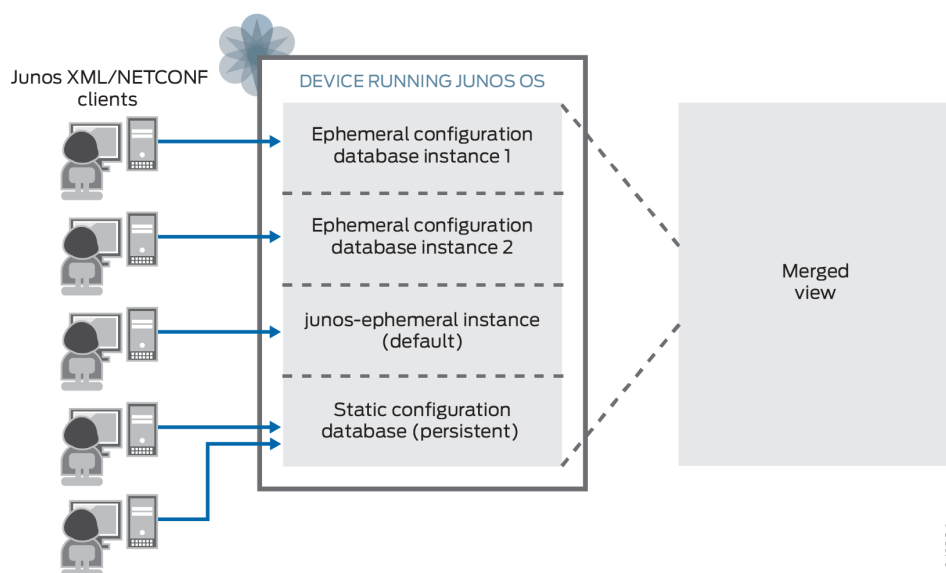 Junos XML/NETCONF
clients
DEVICE RUNNING JUNOS OS
Ephemeral configuration
database instance 1
Ephemeral configuration
database instance 2
junos-ephemeral instance
(default)
Static configuration
database (persistent)
Merged
view